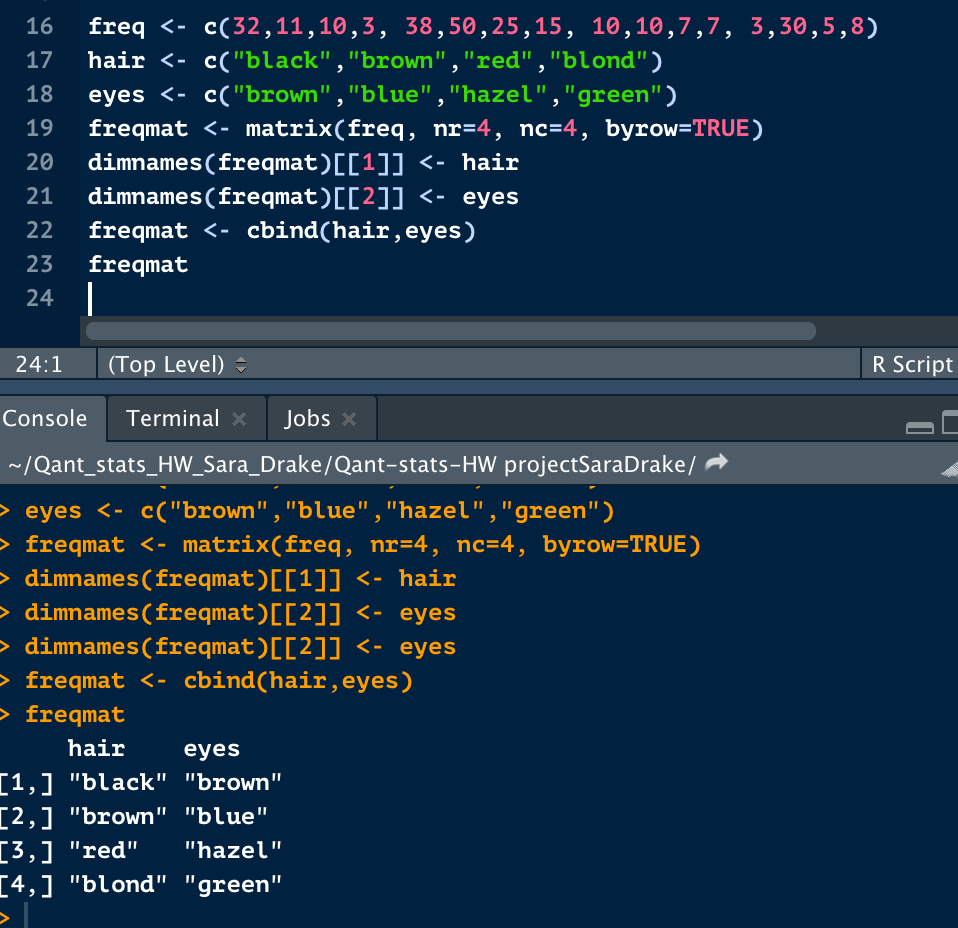 16 freq <- c(32,11,10,3, 38,50,25,15, 10,10,7,7, 3,30,5,8)
17 hair <- c("black","brown","red","blond")
18 eyes <- c("brown","blue","hazel","green")
19 freqmat <- matrix(freq, nr=4, nc=4, byrow=TRUE)
20 dimnames(freqmat)[[1]] <- hair
21 dimnames(freqmat)[[2]] <- eyes
22 freqmat <- cbind(hair,eyes)
23 freqmat
24
24:1 (Top Level) R Script
Console Terminal Jobs
~/Qant_stats_HW_Sara_Drake/Qant-stats-HW projectSaraDrake/
> eyes <- c("brown","blue","hazel","green")
> freqmat <- matrix(freq, nr=4, nc=4, byrow=TRUE)
> dimnames(freqmat)[[1]] <- hair
> dimnames(freqmat)[[2]] <- eyes
> dimnames(freqmat)[[2]] <- eyes
> freqmat <- cbind(hair,eyes)
> freqmat
hair eyes
[1,] "black" "brown"
[2,] "brown" "blue"
[3,] "red" "hazel"
[4,] "blond" "green"
>